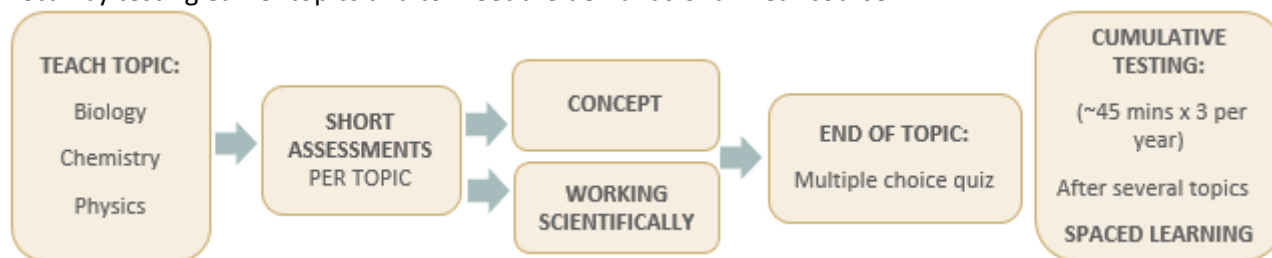 TEACH TOPIC:
Biology
Chemistry
Physics
SHORT
ASSESSMENTS
PER TOPIC
CONCEPT
WORKING
SCIENTIFICALLY
END OF TOPIC:
Multiple choice quiz
CUMULATIVE
TESTING:
(~45 mins x 3 per
year)
After several topics
SPACED LEARNING